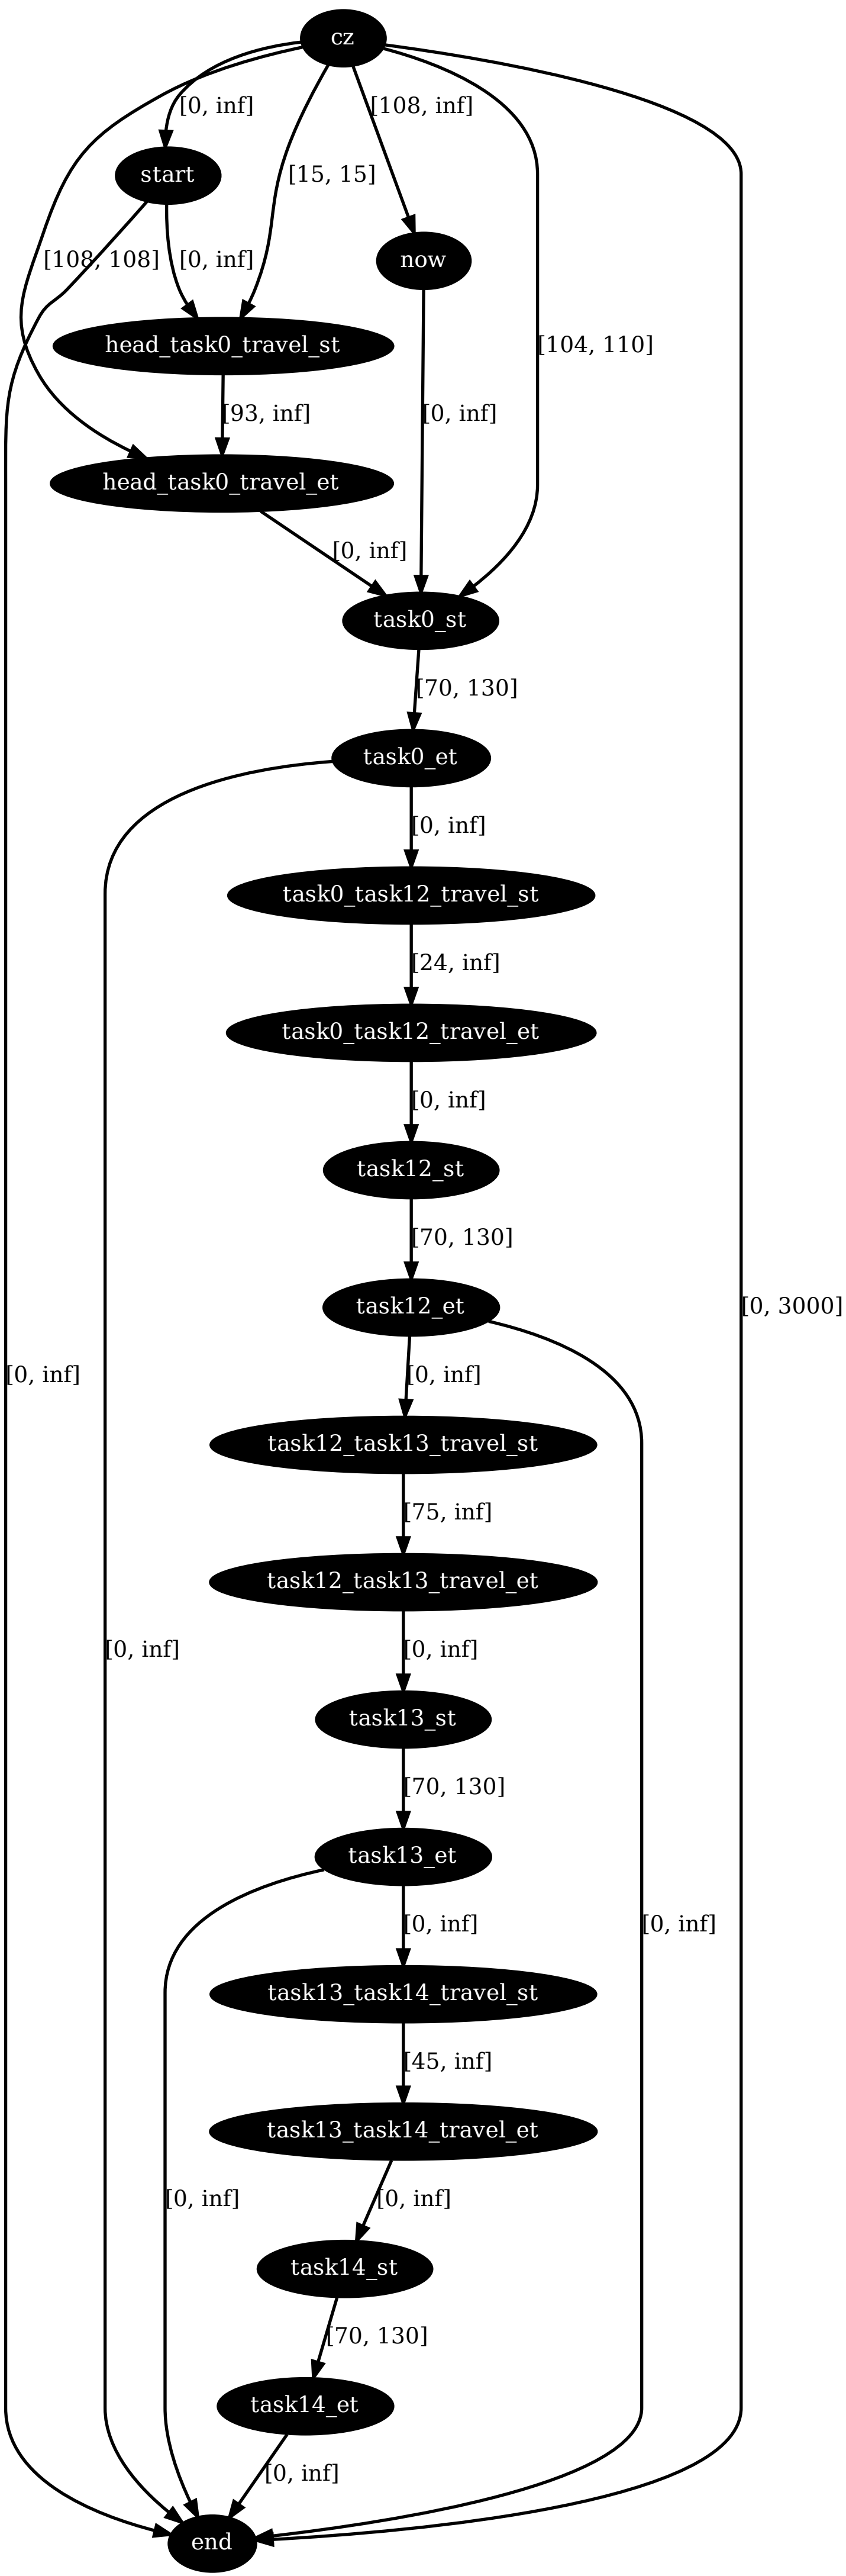 cz
[0, inf]
start
[15, 15]
[108, inf]
[108, 108]
[0, inf]
now
head_task0_travel_st
[104, 110]
[93, inf]
[0, inf]
head_task0_travel_et
[0, inf]
task0_st
[70, 130]
task0_et
[0, inf]
task0_task12_travel_st
[24, inf]
task0_task12_travel_et
[0, inf]
task12_st
[70, 130]
task12_et
[0, 3000]
[0, inf]
[0, inf]
task12_task13_travel_st
[75, inf]
task12_task13_travel_et
[0, inf]
[0, inf]
task13_st
[70, 130]
task13_et
[0, inf]
[0, inf]
task13_task14_travel_st
[45, inf]
task13_task14_travel_et
[0, inf]
[0, inf]
task14_st
[70, 130]
task14_et
[0, inf]
end